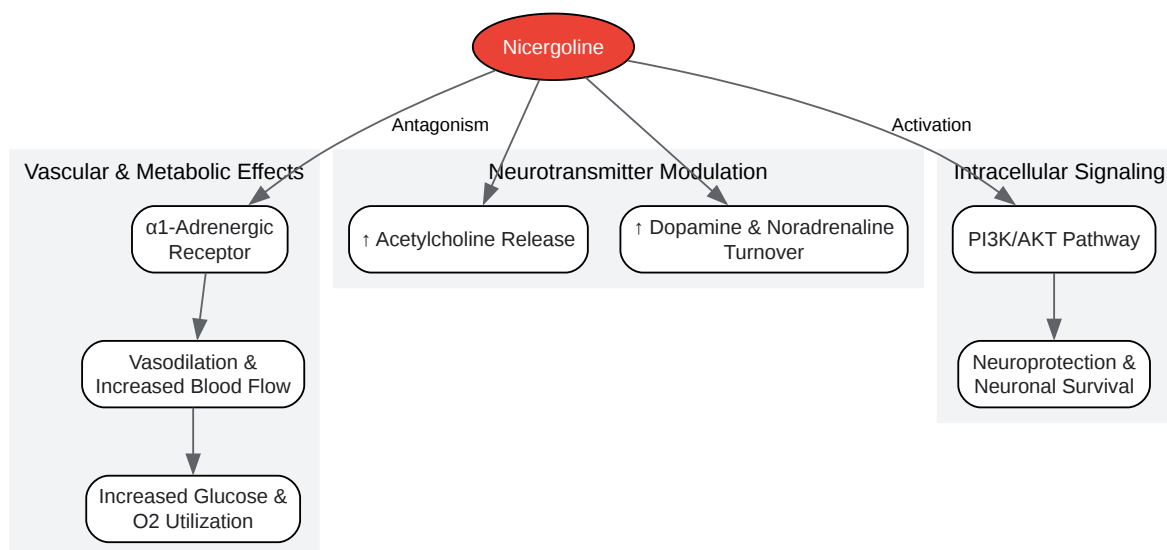 Nicergoline
Antagonism
Activation
Vascular & Metabolic Effects
Neurotransmitter Modulation
Intracellular Signaling
α1-Adrenergic
Receptor
↑ Acetylcholine Release
↑ Dopamine & Noradrenaline
Turnover
PI3K/AKT Pathway
Vasodilation &
Increased Blood Flow
Neuroprotection &
Neuronal Survival
Increased Glucose &
O2 Utilization